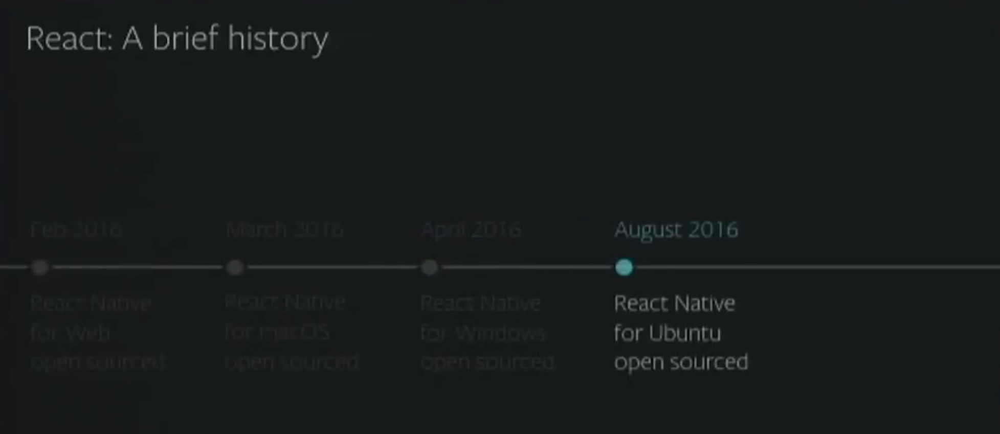 React: A brief history
Feb 2016
React Native
for Web
open sourced
March 2016
React Native
for macOS
open sourced
April 2016
React Native
for Windows
open sourced
August 2016
React Native
for Ubuntu
open sourced